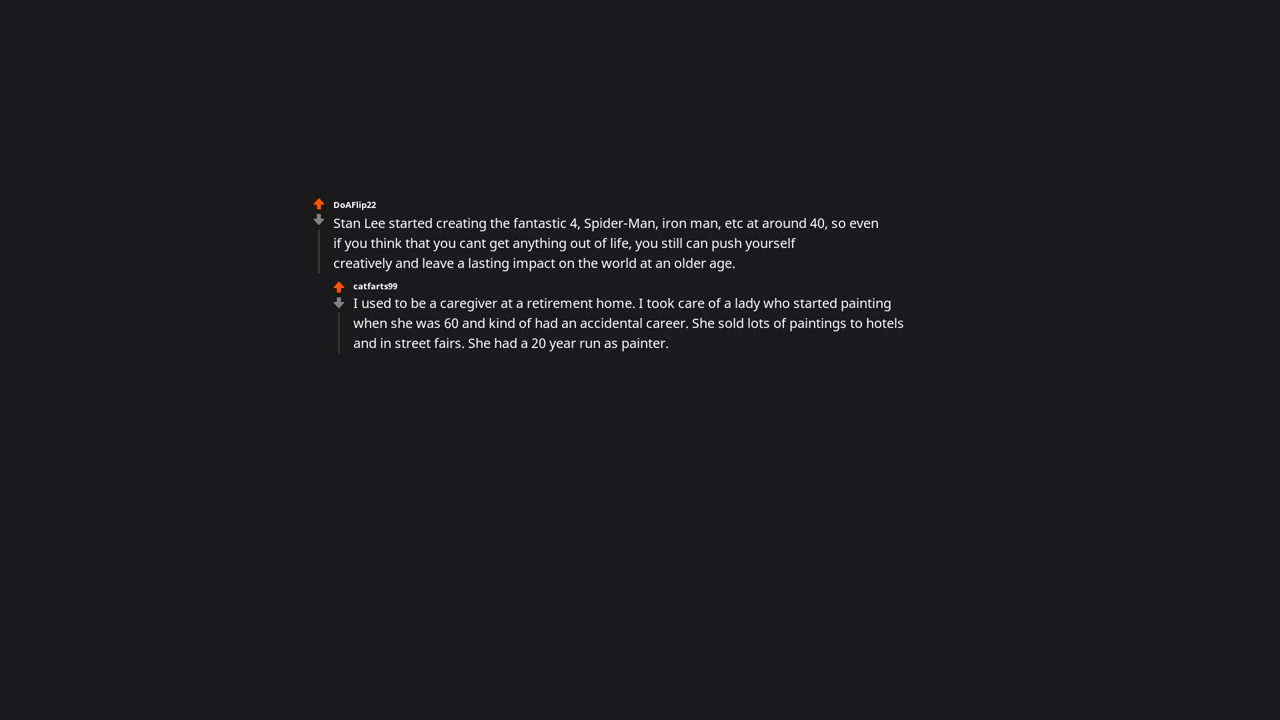 DoAFlip22
Stan Lee started creating the fantastic 4, Spider-Man, iron man, etc at around 40, so even
if you think that you cant get anything out of life, you still can push yourself
creatively and leave a lasting impact on the world at an older age.
catfarts99
I used to be a caregiver at a retirement home. I took care of a lady who started painting
when she was 60 and kind of had an accidental career. She sold lots of paintings to hotels
and in street fairs. She had a 20 year run as painter.